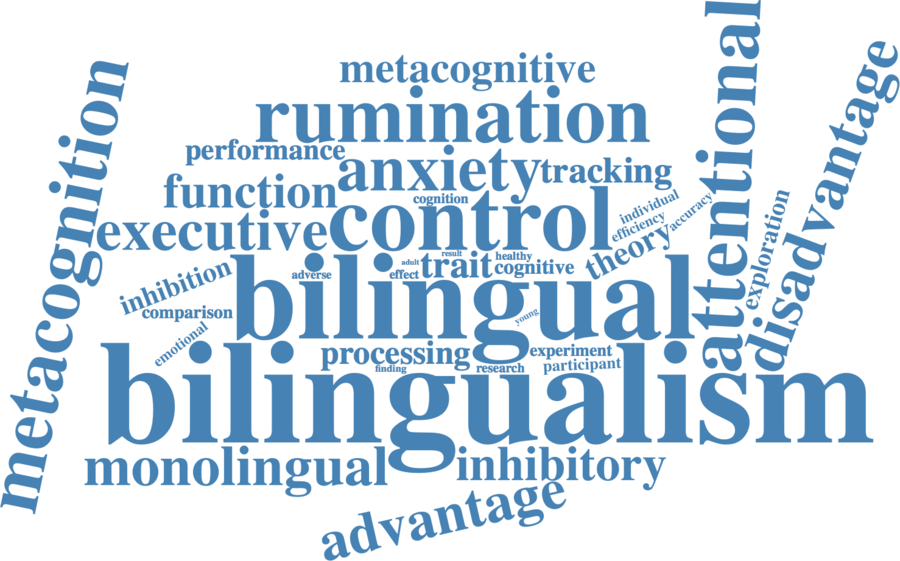 metacognitive
rumination
performance
anxiety
tracking
function
cognition
executive
control
individual
efficiency
accuracy
theory
attentional
disadvantage
exploration
metacognition
result
adult
healthy
trait
cognitive
effect
adverse
inhibition
comparison
bilingual
young
emotional
processing
experiment
participant
finding
research
bilingualism
monolingual
inhibitory
advantage